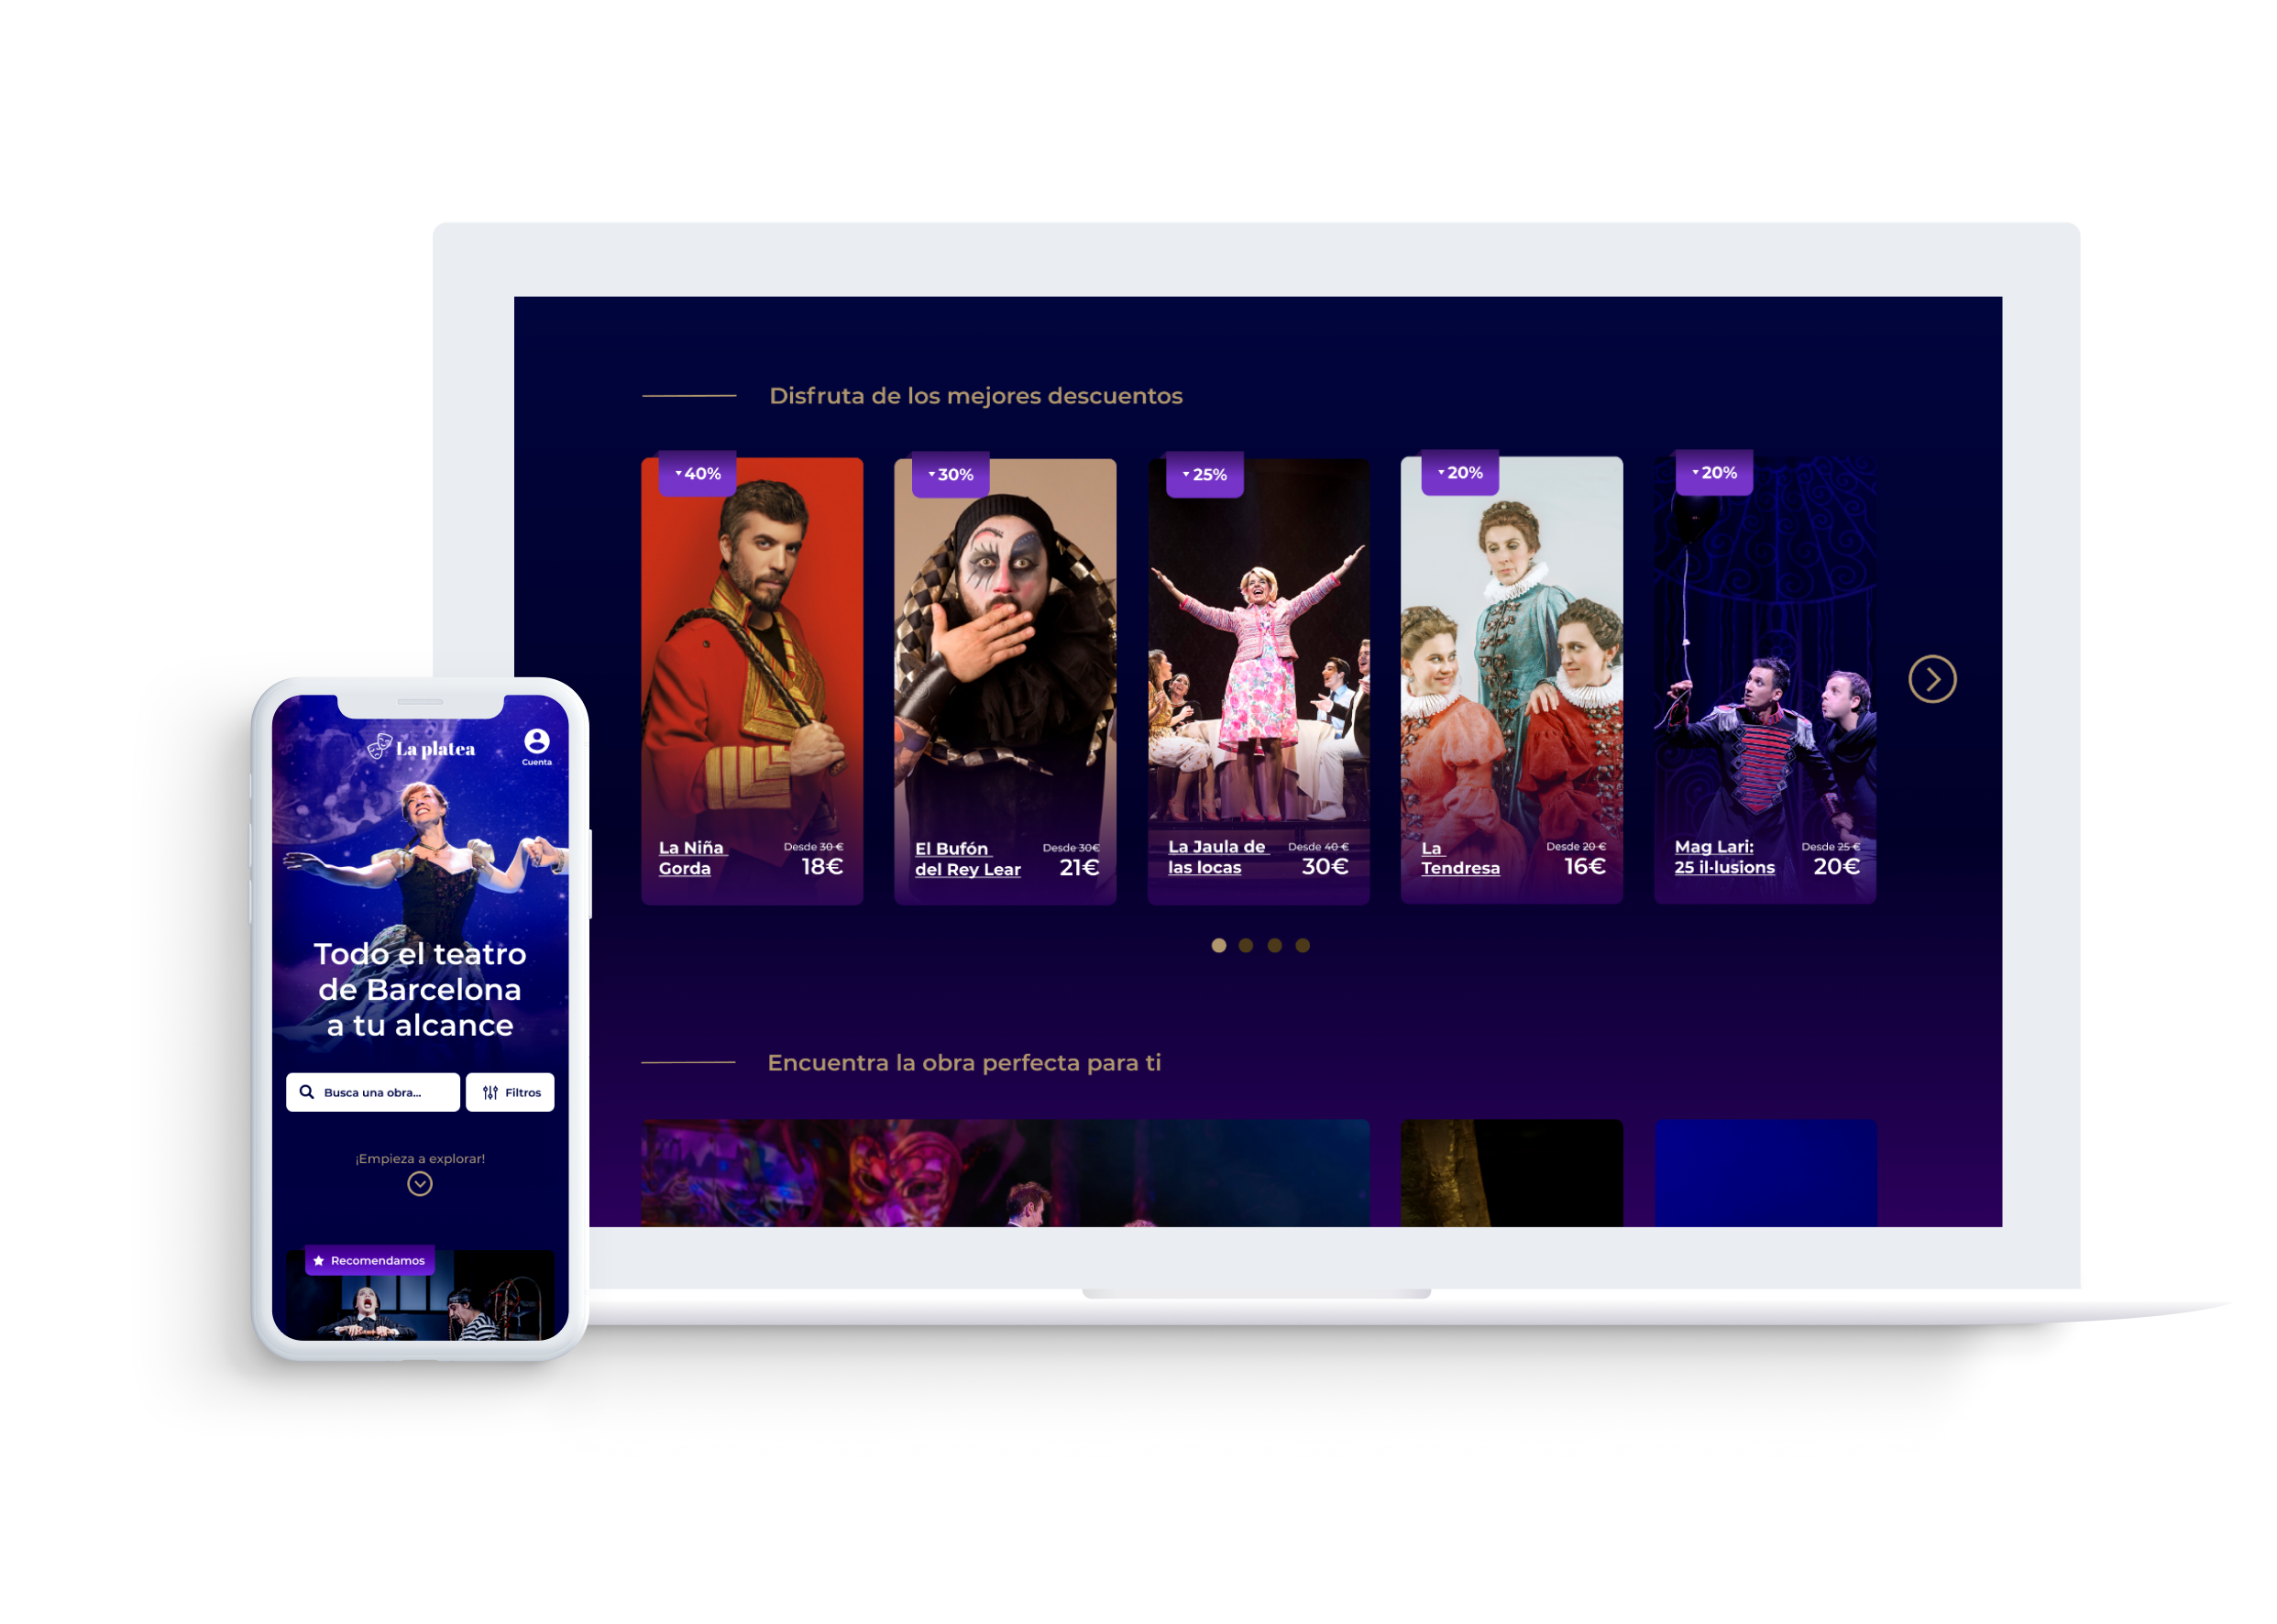 Disfruta de los mejores descuentos
40%
30%
25%
20%
20%
La Niña
Gorda
Desde 30 €
18€
El Bufón
del Rey Lear
Desde 30€
21€
La Jaula de
las locas
Desde 40 €
30€
La
Tendresa
Desde 20 €
16€
Mag Lari:
25 il·lusions
Desde 25 €
20€
Encuentra la obra perfecta para ti
La platea
Cuenta
Todo el teatro
de Barcelona
a tu alcance
Busca una obra...
Filtros
¡Empieza a explorar!
Recomendamos